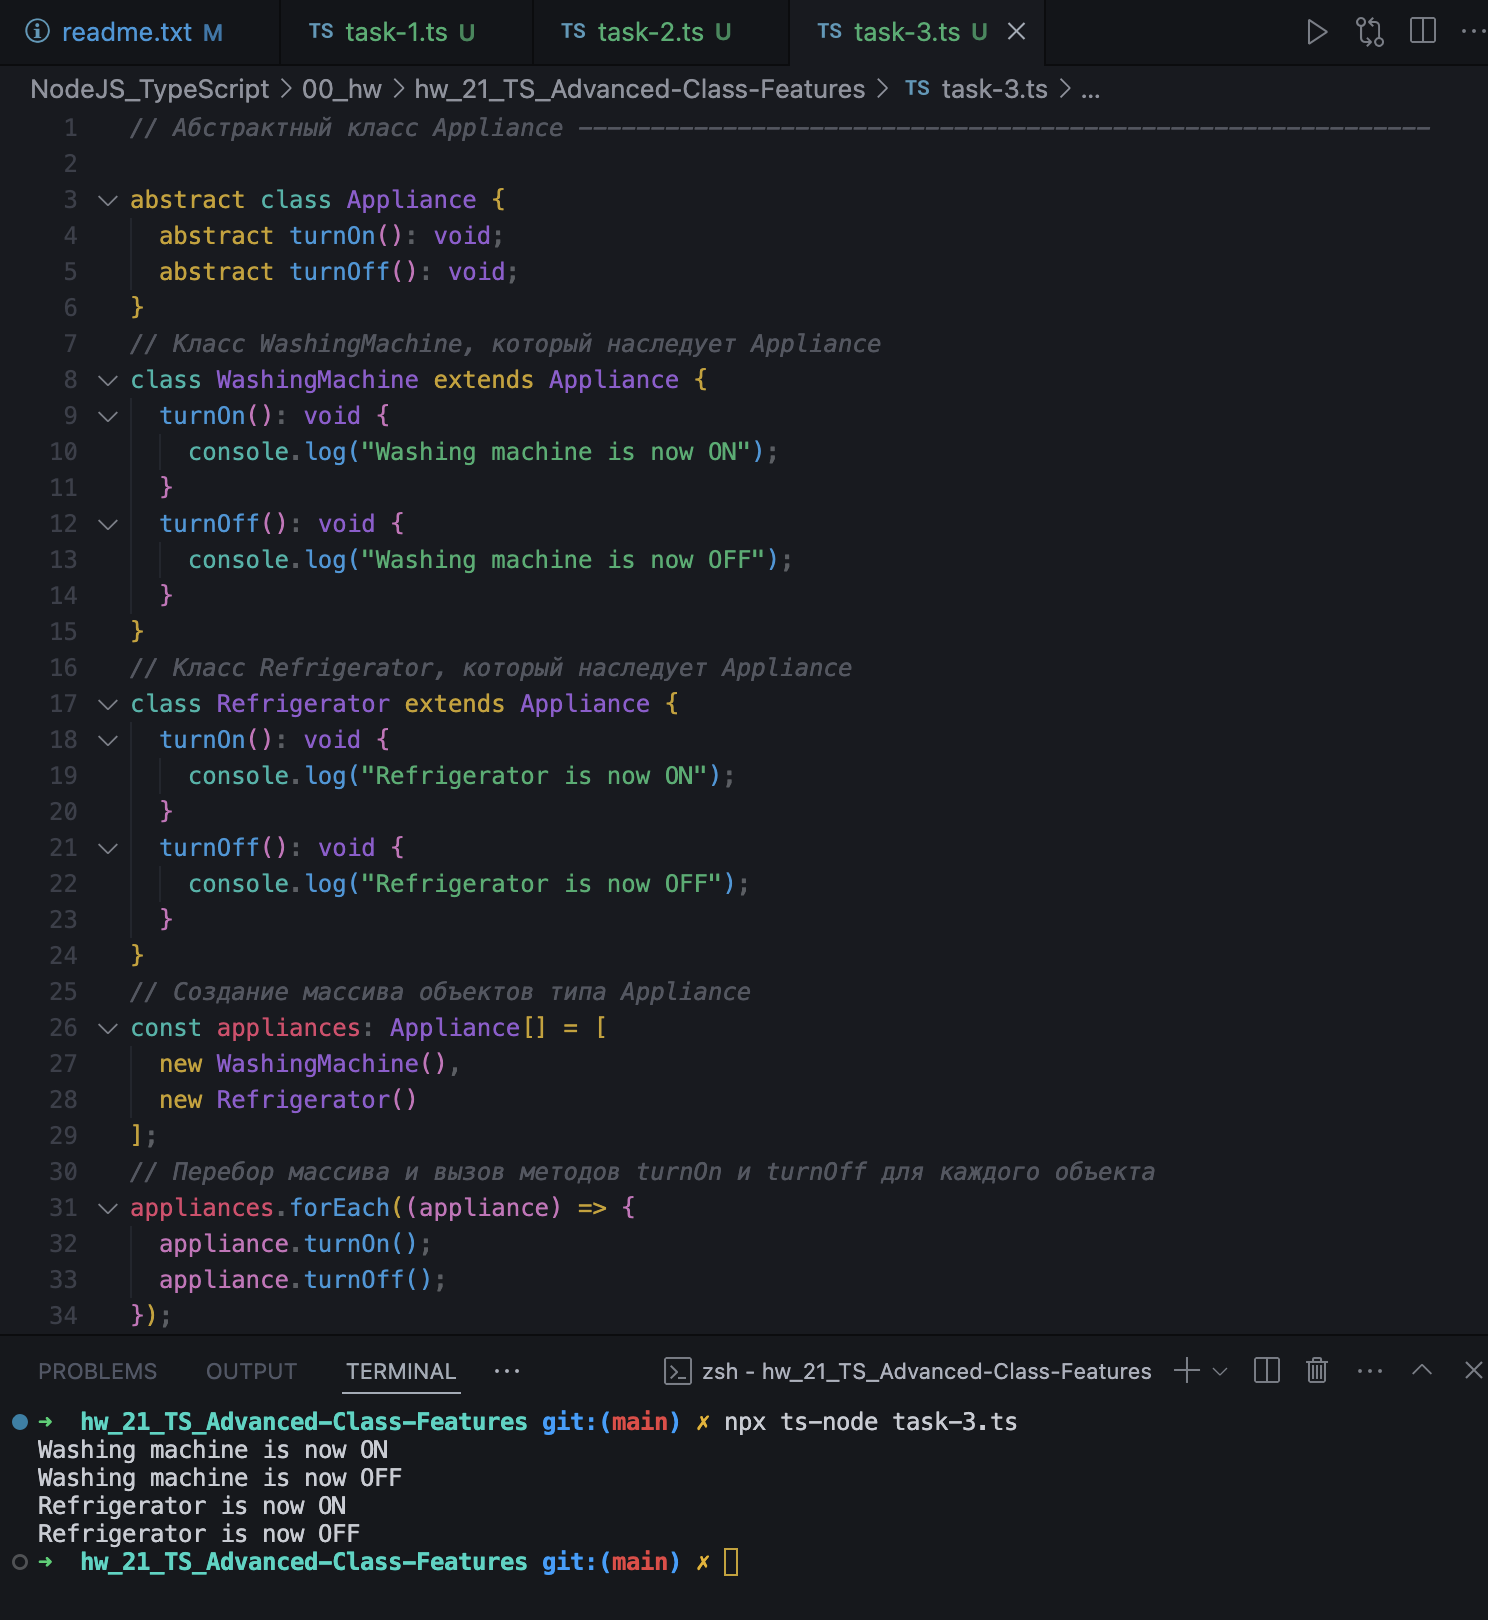 readme.txt M TS task-1.ts U TS task-2.ts U TS task-3.ts U
NodeJS_TypeScript > 00_hw > hw_21_TS_Advanced-Class-Features > TS task-3.ts > ...
1 // Абстрактный класс Appliance -----------------------------------------------------------
2
3 abstract class Appliance {
4 abstract turnOn(): void;
5 abstract turnOff(): void;
6 }
7 // Класс WashingMachine, который наследует Appliance
8 class WashingMachine extends Appliance {
9 turnOn(): void {
10 console.log("Washing machine is now ON");
11 }
12 turnOff(): void {
13 console.log("Washing machine is now OFF");
14 }
15 }
16 // Класс Refrigerator, который наследует Appliance
17 class Refrigerator extends Appliance {
18 turnOn(): void {
19 console.log("Refrigerator is now ON");
20 }
21 turnOff(): void {
22 console.log("Refrigerator is now OFF");
23 }
24 }
25 // Создание массива объектов типа Appliance
26 const appliances: Appliance[] = [
27 new WashingMachine(),
28 new Refrigerator()
29 ];
30 // Перебор массива и вызов методов turnOn и turnOff для каждого объекта
31 appliances.forEach((appliance) => {
32 appliance.turnOn();
33 appliance.turnOff();
34 });
PROBLEMS OUTPUT TERMINAL ... zsh - hw_21_TS_Advanced-Class-Features
➜ hw_21_TS_Advanced-Class-Features git:(main) ✗ npx ts-node task-3.ts
Washing machine is now ON
Washing machine is now OFF
Refrigerator is now ON
Refrigerator is now OFF
➜ hw_21_TS_Advanced-Class-Features git:(main) ✗